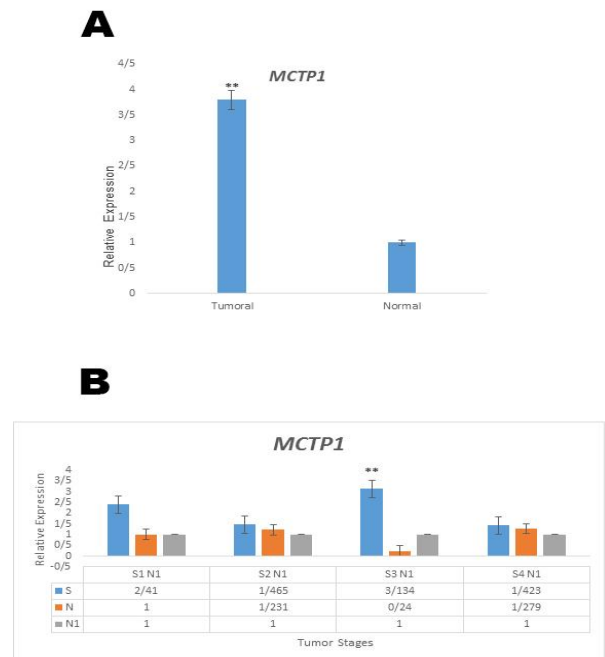 A
MCTP1
4/5
4
3/5
3
2/5
2
1/5
1
0/5
0
Relative Expression
**
Tumoral Normal
B
MCTP1
4
3/5
3
2/5
2
1/5
1
0/5
0
-0/5
Relative Expression
**
S1 N1 S2 N1 S3 N1 S4 N1
S 2/41 1/465 3/134 1/423
N 1 1/231 0/24 1/279
N1 1 1 1 1
Tumor Stages